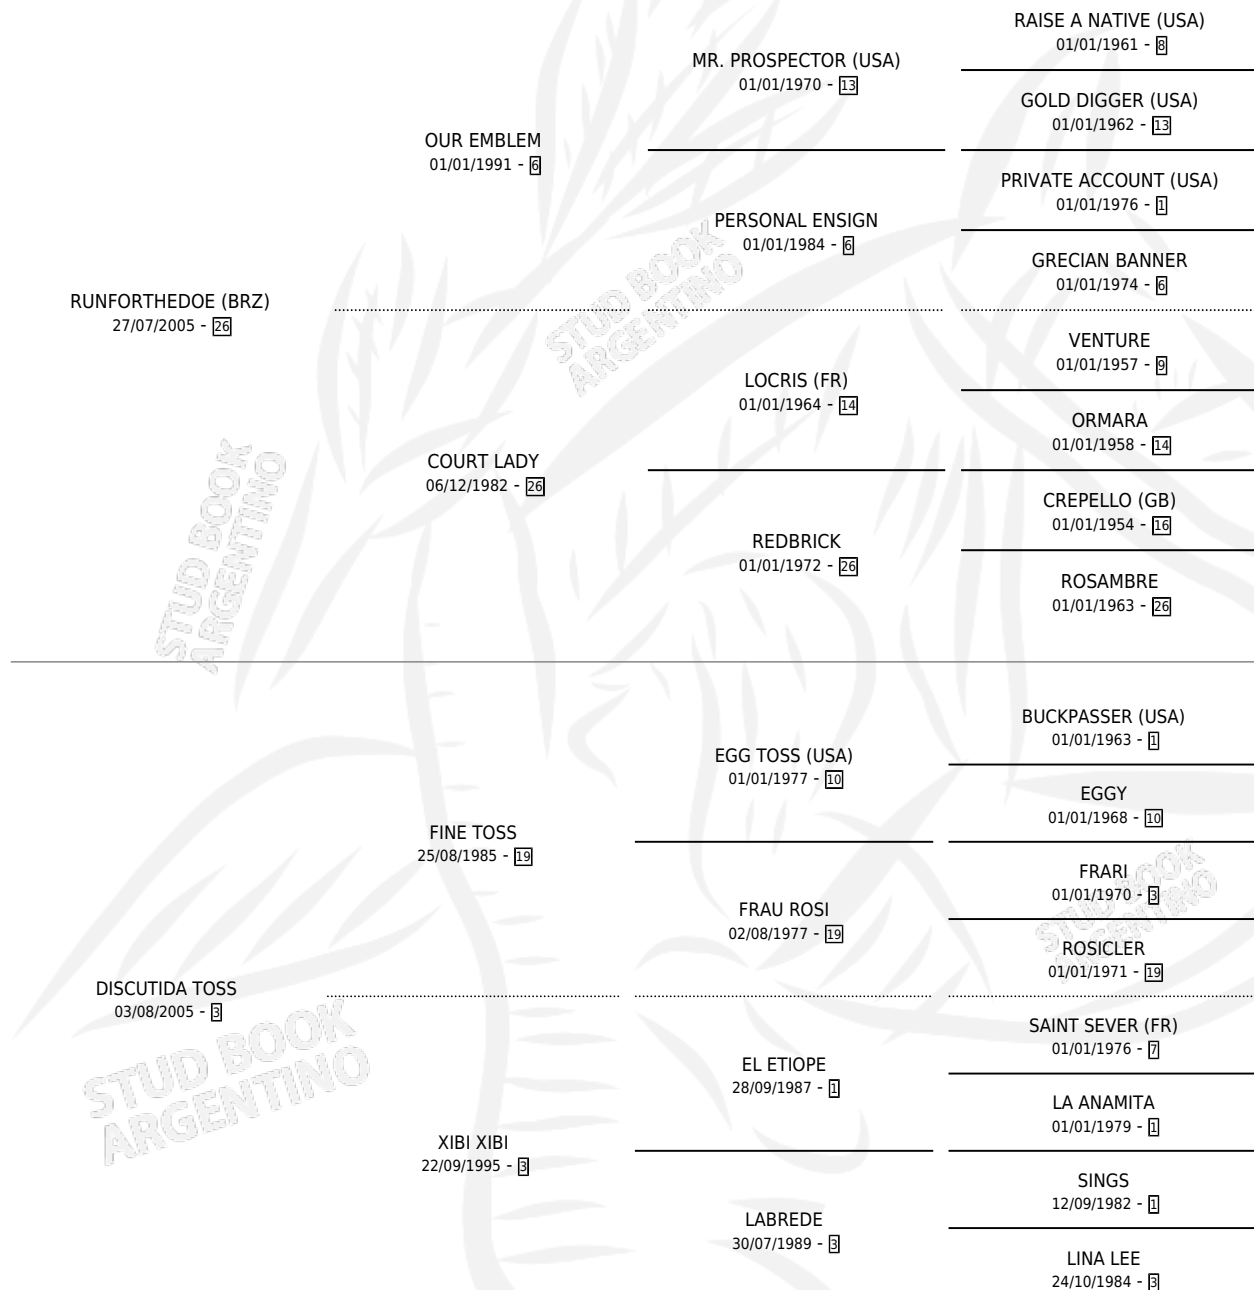 RAISE A NATIVE (USA)
01/01/1961 - 8
MR. PROSPECTOR (USA)
01/01/1970 - 13
GOLD DIGGER (USA)
01/01/1962 - 13
OUR EMBLEM
01/01/1991 - 6
PRIVATE ACCOUNT (USA)
01/01/1976 - 1
PERSONAL ENSIGN
01/01/1984 - 6
GRECIAN BANNER
01/01/1974 - 6
RUNFORTHEDOE (BRZ)
27/07/2005 - 26
VENTURE
01/01/1957 - 9
LOCRIS (FR)
01/01/1964 - 14
ORMARA
01/01/1958 - 14
COURT LADY
06/12/1982 - 26
CREPELLO (GB)
01/01/1954 - 16
REDBRICK
01/01/1972 - 26
ROSAMBRE
01/01/1963 - 26
BUCKPASSER (USA)
01/01/1963 - 1
EGG TOSS (USA)
01/01/1977 - 10
EGGY
01/01/1968 - 10
FINE TOSS
25/08/1985 - 19
FRARI
01/01/1970 - 3
FRAU ROSI
02/08/1977 - 19
ROSICLER
01/01/1971 - 19
DISCUTIDA TOSS
03/08/2005 - 3
SAINT SEVER (FR)
01/01/1976 - 7
EL ETIOPE
28/09/1987 - 1
LA ANAMITA
01/01/1979 - 1
XIBI XIBI
22/09/1995 - 3
SINGS
12/09/1982 - 1
LABREDE
30/07/1989 - 3
LINA LEE
24/10/1984 - 3
STUD BOOK
ARGENTINO
STUD BOOK
ARGENTINO
STUD BOOK
ARGENTINO
STUD BOOK
ARGENTINO